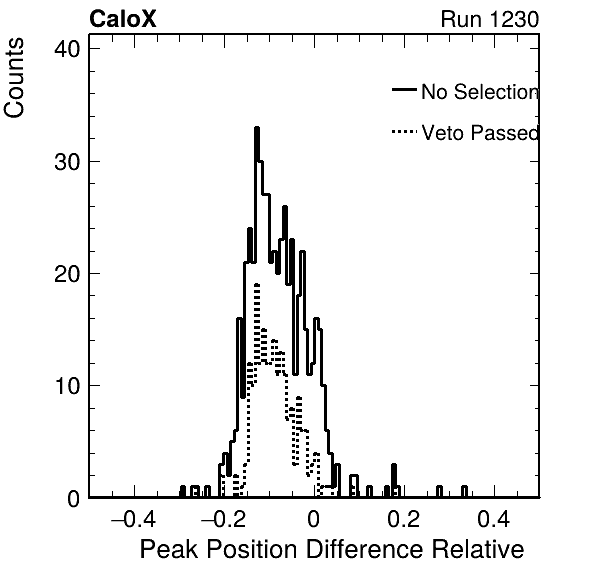 CaloX
Run 1230
Counts
40
30
20
10
0
No Selection
Veto Passed
−0.4 −0.2 0 0.2 0.4
Peak Position Difference Relative